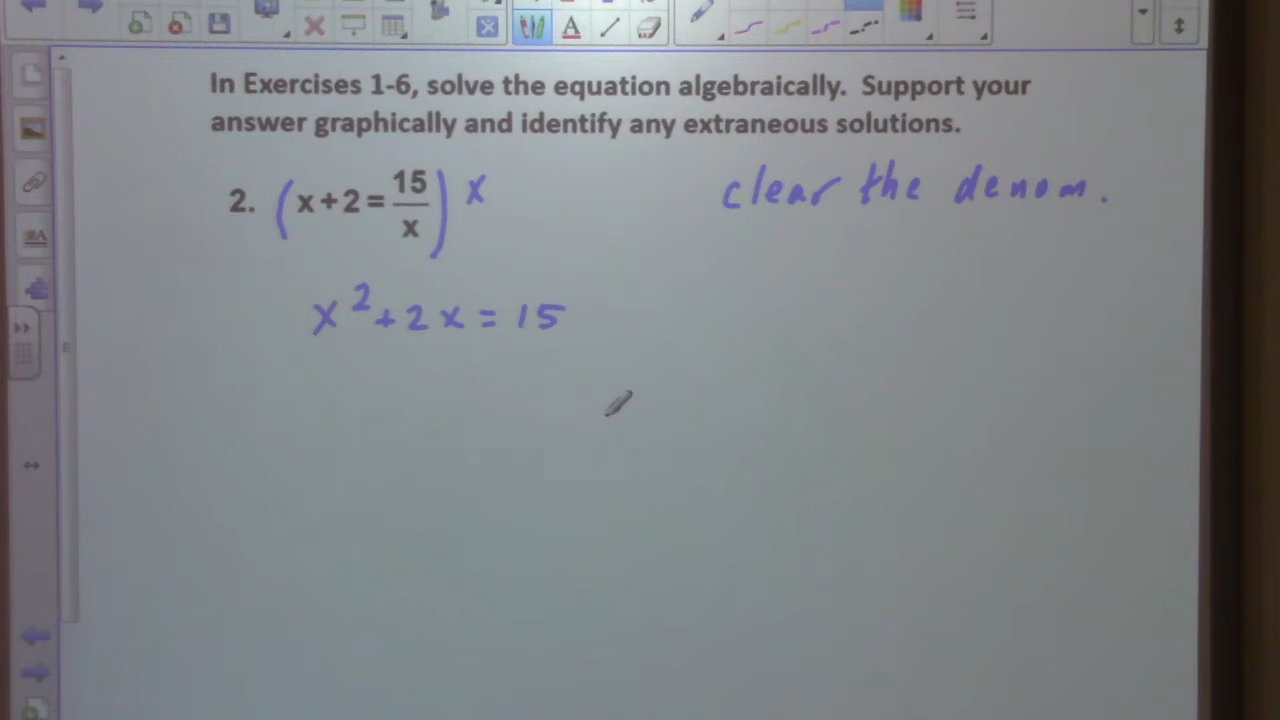 In Exercises 1-6, solve the equation algebraically. Support your
answer graphically and identify any extraneous solutions.
2. (x+2=15/x) x
clear the denom.
x²+2x=15